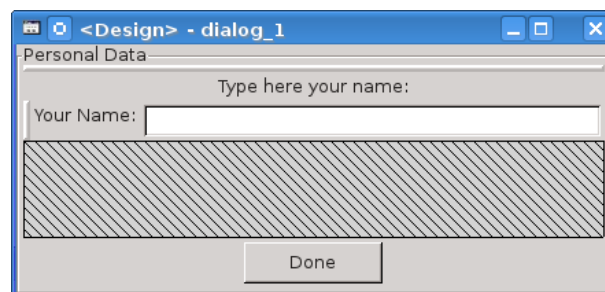 <Design> - dialog_1
Personal Data
Type here your name:
Your Name:
Done